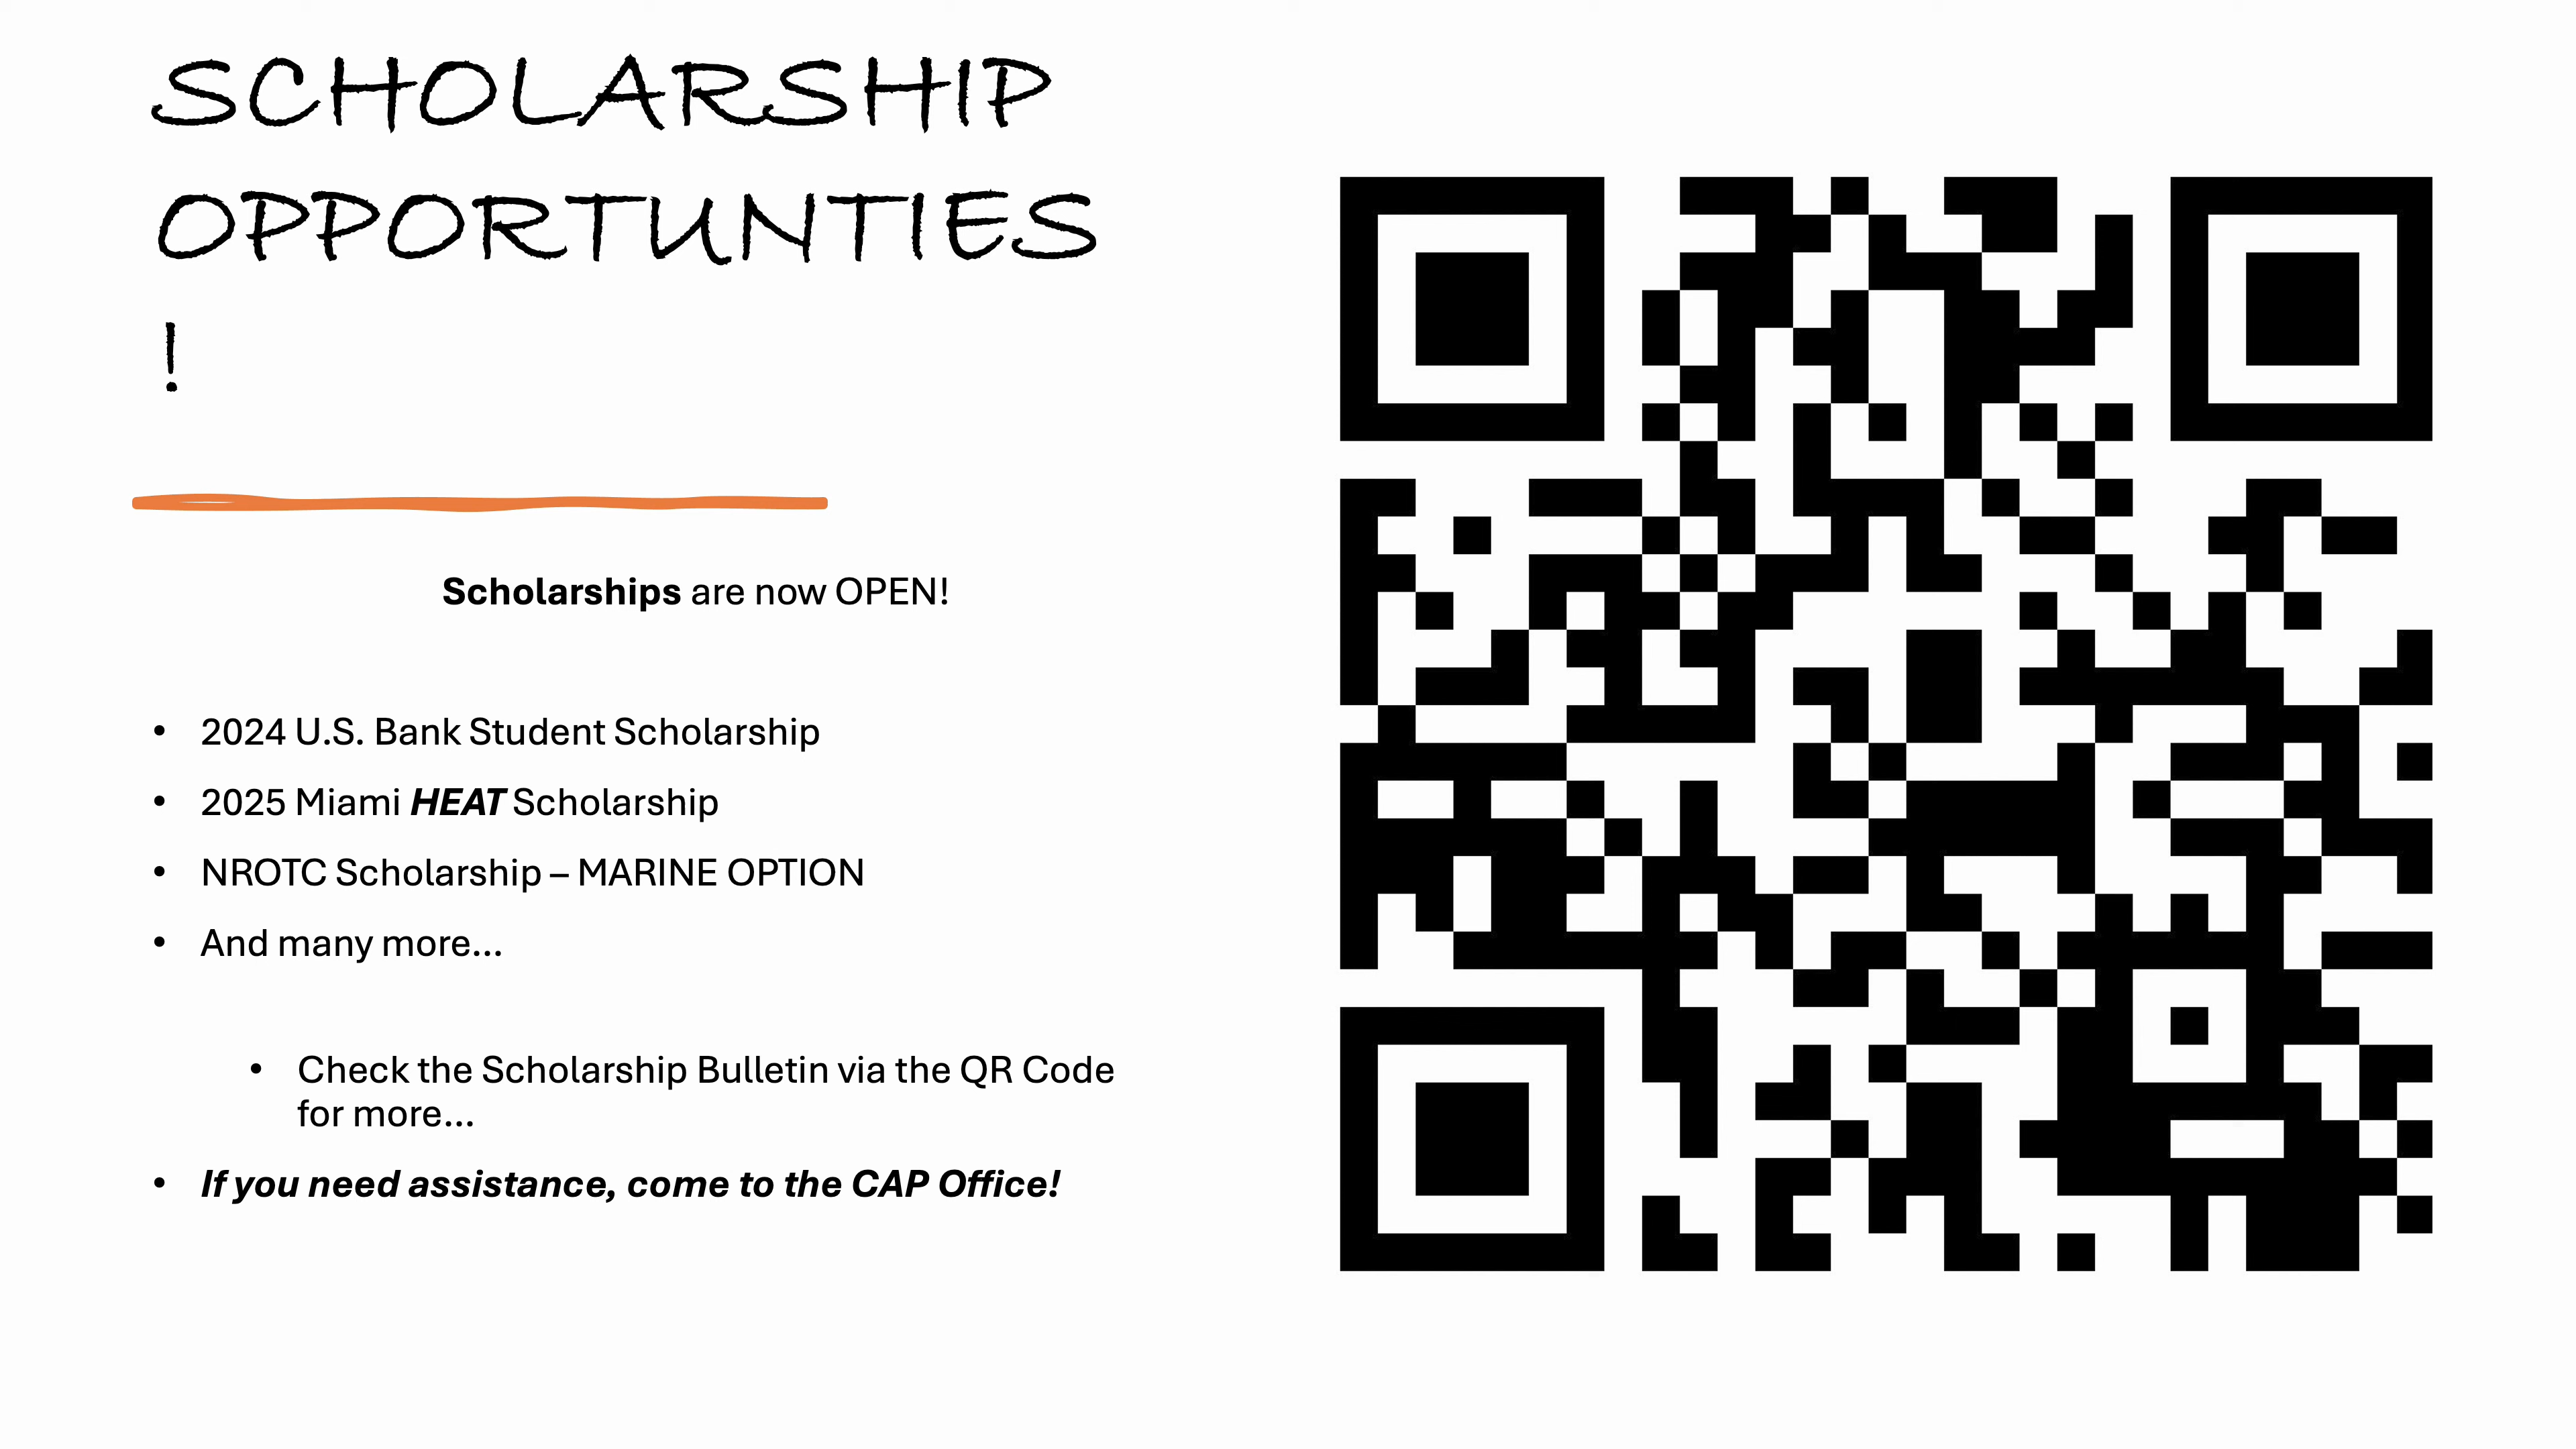 SCHOLARSHIP
OPPORTUNTIES
!
Scholarships are now OPEN!
• 2024 U.S. Bank Student Scholarship
• 2025 Miami HEAT Scholarship
• NROTC Scholarship – MARINE OPTION
• And many more...
• Check the Scholarship Bulletin via the QR Code
for more...
• If you need assistance, come to the CAP Office!